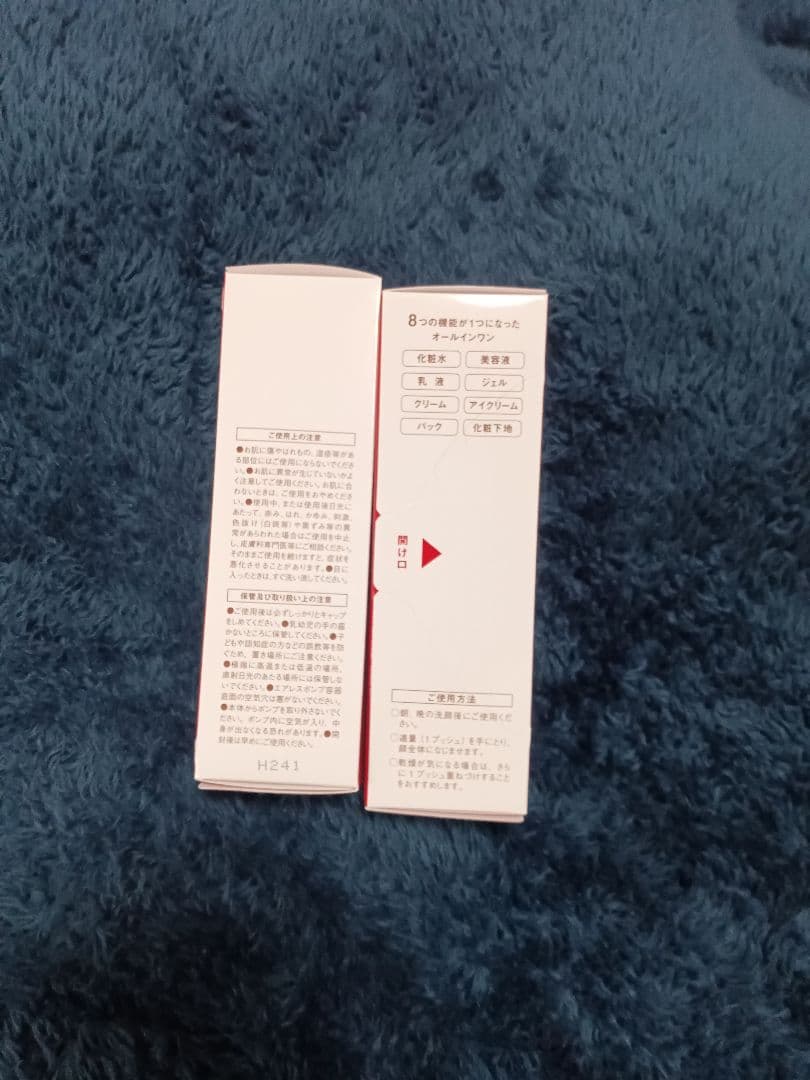 ご使用上の注意
●お肌に傷やはれもの、湿疹等があ
る部位にはご使用にならないでくださ
い。●お肌に異常が生じていないかよ
く注意してご使用ください。お肌に合
わないときは、ご使用をおやめくださ
い。●使用中、または使用後日光に
あたって、赤み、はれ、かゆみ、刺激、
色抜け(白斑等)や黒ずみ等の異
常があらわれた場合はご使用を中止
し、皮膚科専門医等にご相談ください。
そのままご使用を続けますと、症状を
悪化させることがあります。●目に
入ったときは、すぐ洗い流してください。
保管及び取り扱い上の注意
●ご使用後は必ずしっかりとキャップ
をしめてください。●乳幼児の手の届
かないところに保管してください。●子
どもや認知症の方などの誤飲等を防
ぐため、置き場所にご注意ください。
●極端に高温または低温の場所、
直射日光のあたる場所には保管しな
いでください。●エアレスポンプ容器
底面の空気穴は塞がないでください。
●本体からポンプを取り外さないでく
ださい。ポンプ内に空気が入り、中
身が出なくなる恐れがあります。●開
封後は早めにご使用ください。
H241
8つの機能が1つになった
オールインワン
化粧水 美容液
乳 液 ジェル
クリーム アイクリーム
パック 化粧下地
開け口
ご使用方法
○朝、晩の洗顔後にご使用くだ
さい。
○適量(1プッシュ)を手にとり、
顔全体になじませます。
○乾燥が気になる場合は、さら
に1プッシュ重ねづけすること
をおすすめします。